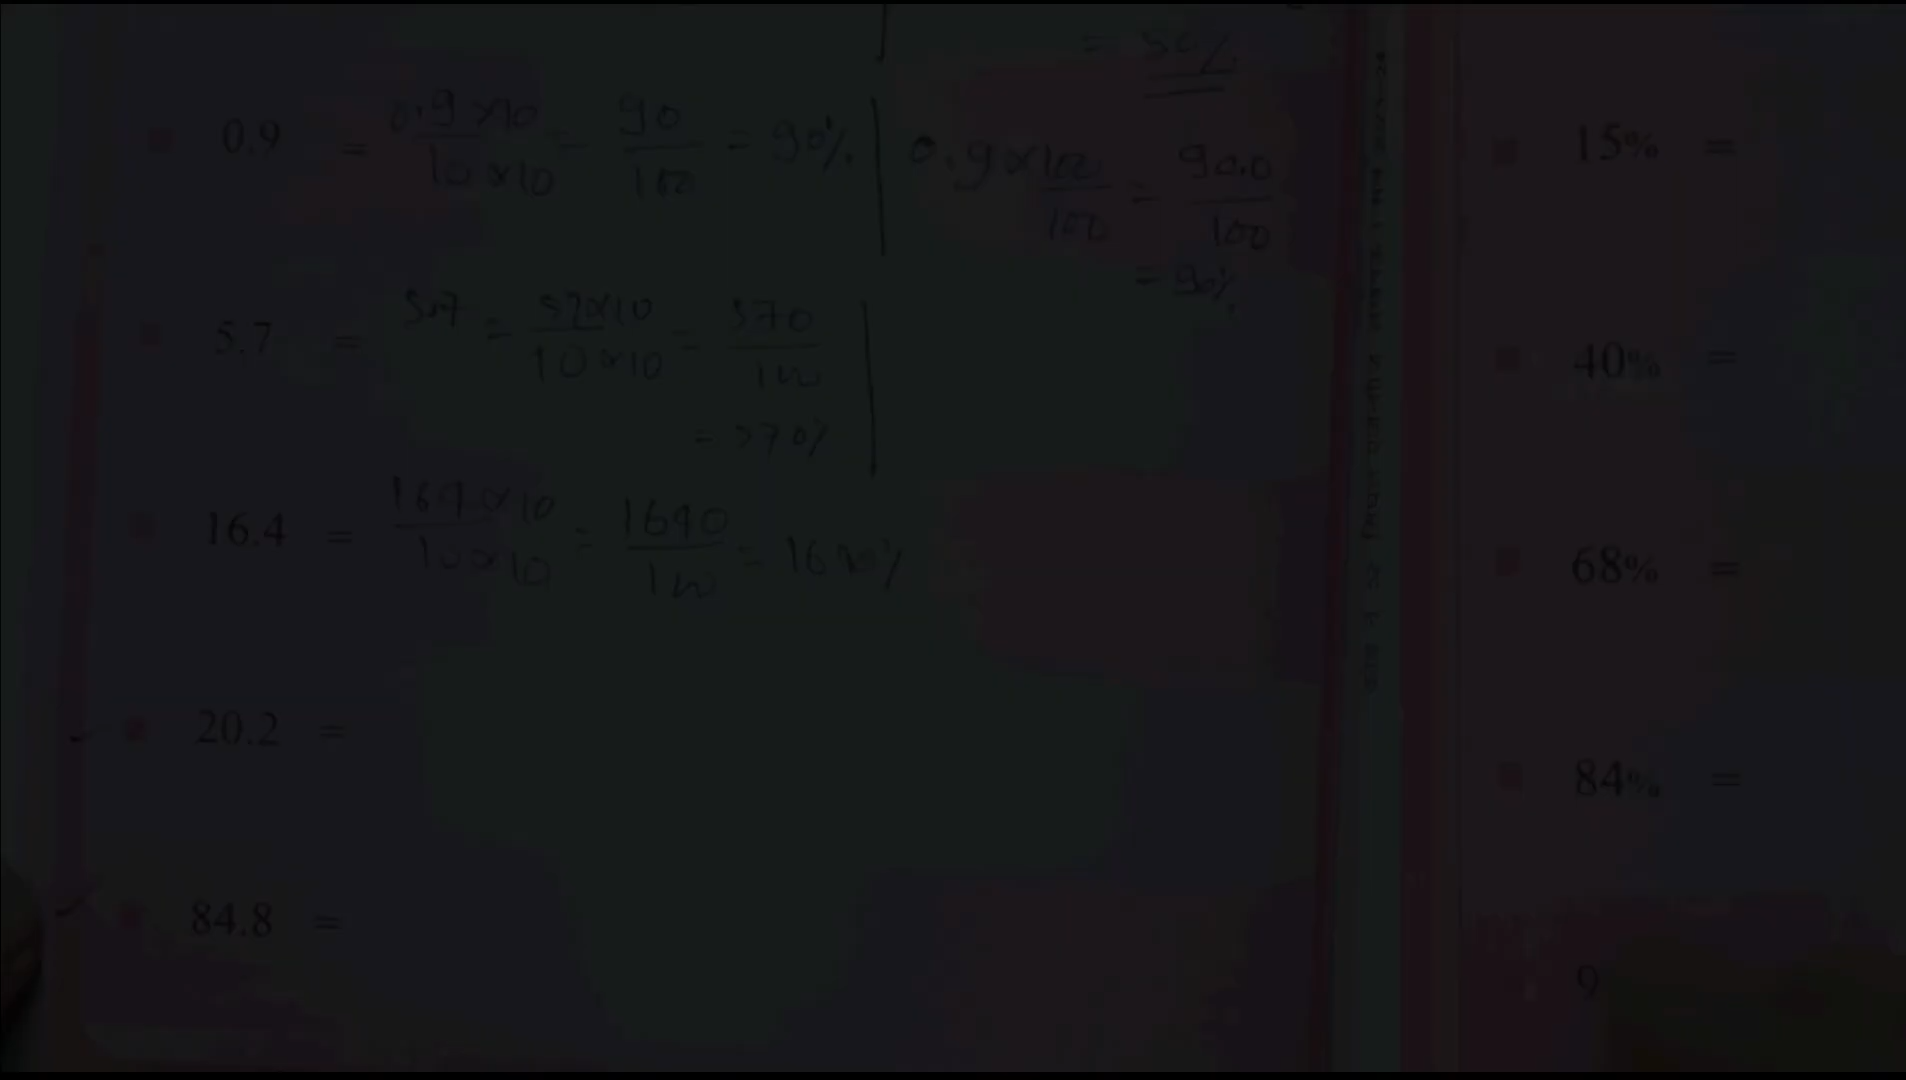 = 50%
0.9 = 0.9 × 10 / 10 × 10 = 90 / 100 = 90%
0.9 × 100 / 100 = 90.0 / 100
= 90%
5.7 = 5.7 = 57 × 10 / 10 × 10 = 570 / 100
= 570%
16.4 = 164 × 10 / 10 × 10 = 1640 / 100 = 1640%
20.2 =
84.8 =
15% =
40% =
68% =
84% =
9